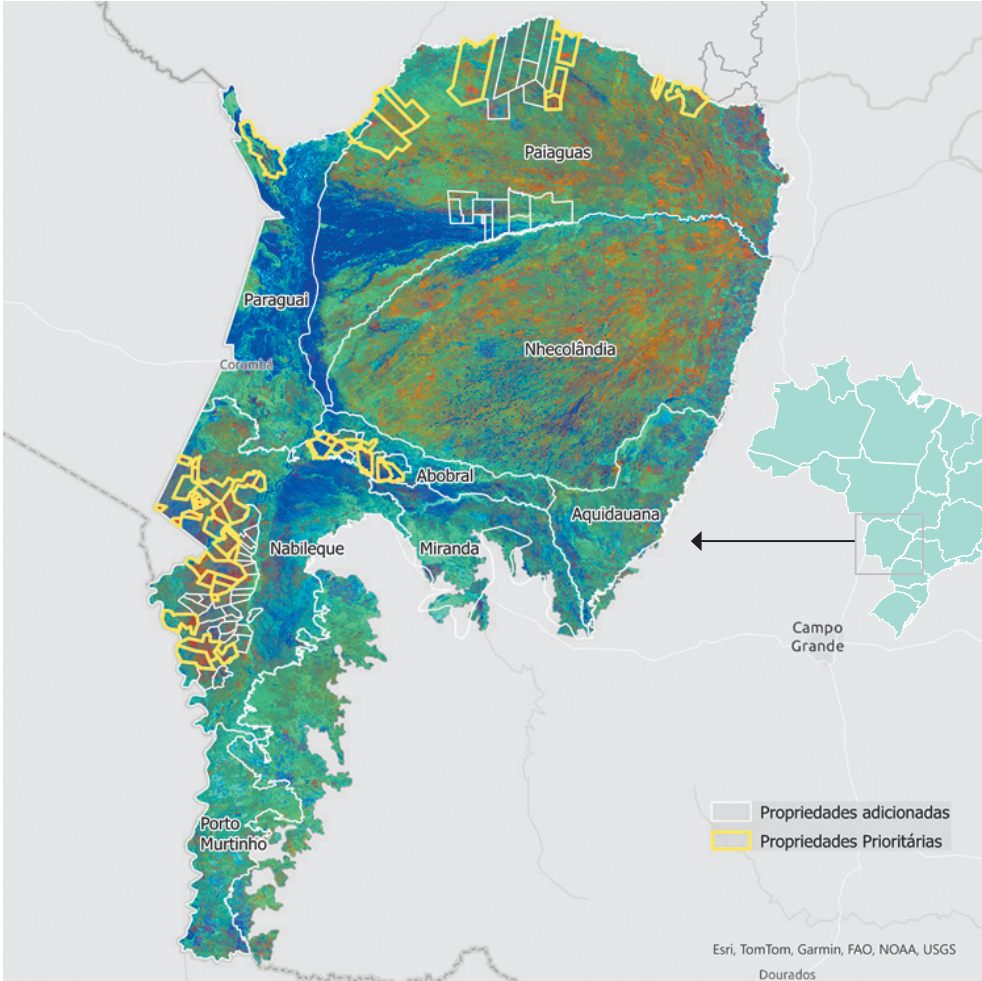 Paiaguas
Paraguai
Nhecolândia
Corumbá
Abobral
Aquidauana
Nabileque
Miranda
Campo
Grande
Porto
Murtinho
Propriedades adicionadas
Propriedades Prioritárias
Esri, TomTom, Garmin, FAO, NOAA, USGS
Dourados